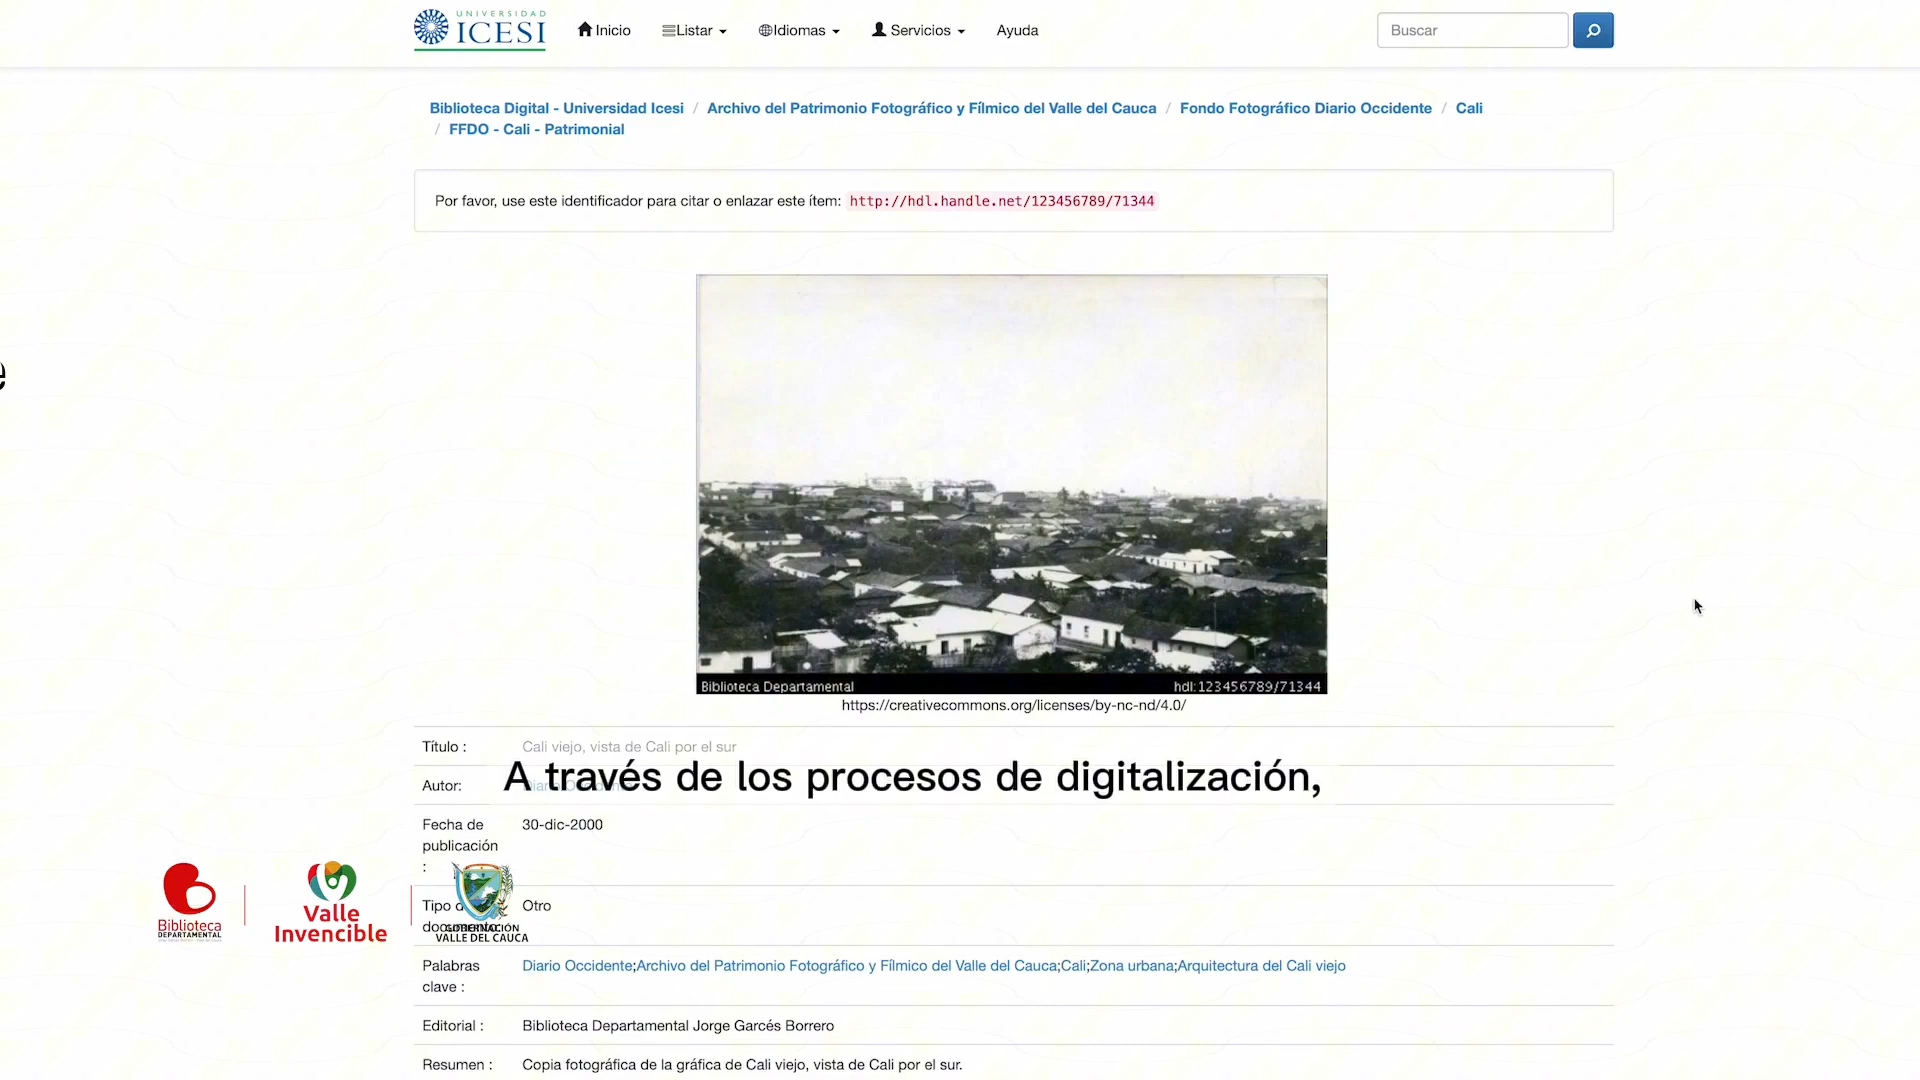 UNIVERSIDAD
ICESI
Inicio
Listar
Idiomas
Servicios
Ayuda
Buscar
Biblioteca Digital - Universidad Icesi / Archivo del Patrimonio Fotográfico y Fílmico del Valle del Cauca / Fondo Fotográfico Diario Occidente / Cali
/ FFDO - Cali - Patrimonial
Por favor, use este identificador para citar o enlazar este ítem: http://hdl.handle.net/123456789/71344
e
Biblioteca Departamental hdl:123456789/71344
https://creativecommons.org/licenses/by-nc-nd/4.0/
Título : Cali viejo, vista de Cali por el sur
A través de los procesos de digitalización,
Autor:
Fecha de 30-dic-2000
publicación
:
Tipo Otro
Biblioteca
DEPARTAMENTAL
Valle
Invencible
GOBERNACIÓN
VALLE DEL CAUCA
Palabras Diario Occidente;Archivo del Patrimonio Fotográfico y Fílmico del Valle del Cauca;Cali;Zona urbana;Arquitectura del Cali viejo
clave :
Editorial : Biblioteca Departamental Jorge Garcés Borrero
Resumen : Copia fotográfica de la gráfica de Cali viejo, vista de Cali por el sur.